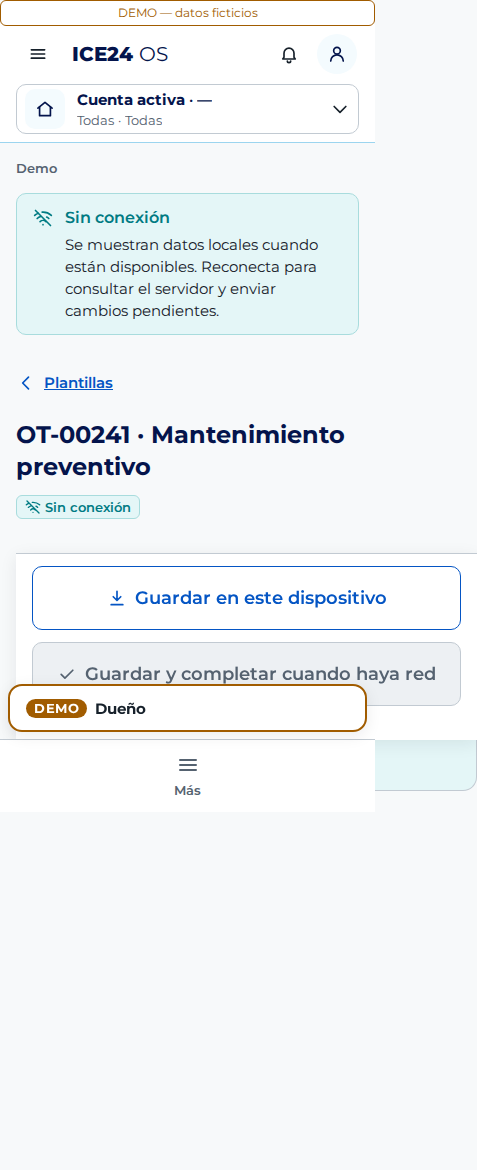 DEMO — datos ficticios
ICE24 OS
Cuenta activa · —
Todas · Todas
Demo
Sin conexión
Se muestran datos locales cuando
están disponibles. Reconecta para
consultar el servidor y enviar
cambios pendientes.
Plantillas
OT-00241 · Mantenimiento
preventivo
Sin conexión
Guardar en este dispositivo
Guardar y completar cuando haya red
DEMO Dueño
Más